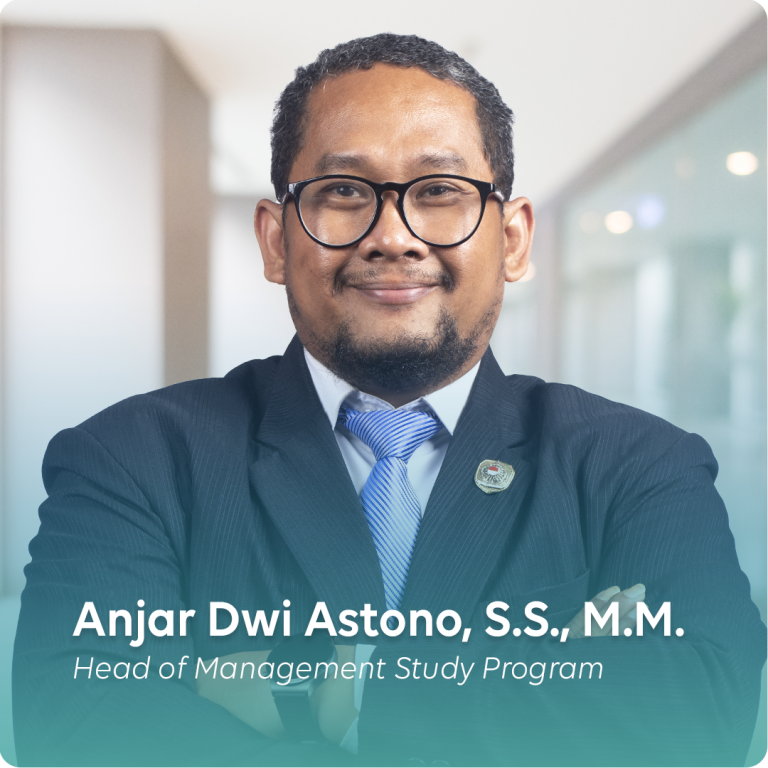 Anjar Dwi Astono, S.S., M.M.
Head of Management Study Program